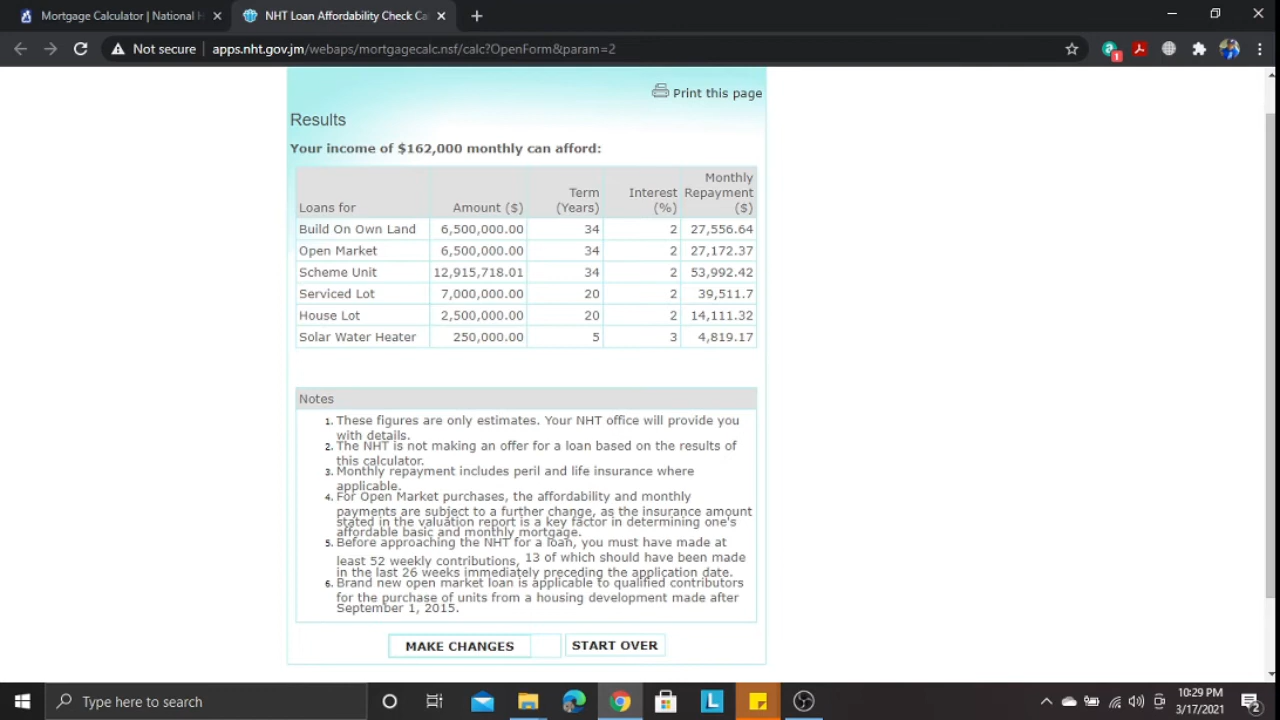 Mortgage Calculator | National H
NHT Loan Affordability Check Ca
Not secure apps.nht.gov.jm/webaps/mortgagecalc.nsf/calc?OpenForm&param=2
1
Print this page
Results
Your income of $162,000 monthly can afford:
Loans for Amount ($) Term (Years) Interest (%) Monthly Repayment ($)
Build On Own Land 6,500,000.00 34 2 27,556.64
Open Market 6,500,000.00 34 2 27,172.37
Scheme Unit 12,915,718.01 34 2 53,992.42
Serviced Lot 7,000,000.00 20 2 39,511.7
House Lot 2,500,000.00 20 2 14,111.32
Solar Water Heater 250,000.00 5 3 4,819.17
Notes
1. These figures are only estimates. Your NHT office will provide you
with details.
2. The NHT is not making an offer for a loan based on the results of
this calculator.
3. Monthly repayment includes peril and life insurance where
applicable.
4. For Open Market purchases, the affordability and monthly
payments are subject to a further change, as the insurance amount
stated in the valuation report is a key factor in determining one's
affordable basic and monthly mortgage.
5. Before approaching the NHT for a loan, you must have made at
least 52 weekly contributions, 13 of which should have been made
in the last 26 weeks immediately preceding the application date.
6. Brand new open market loan is applicable to qualified contributors
for the purchase of units from a housing development made after
September 1, 2015.
MAKE CHANGES START OVER
Type here to search
L
10:29 PM
3/17/2021
2